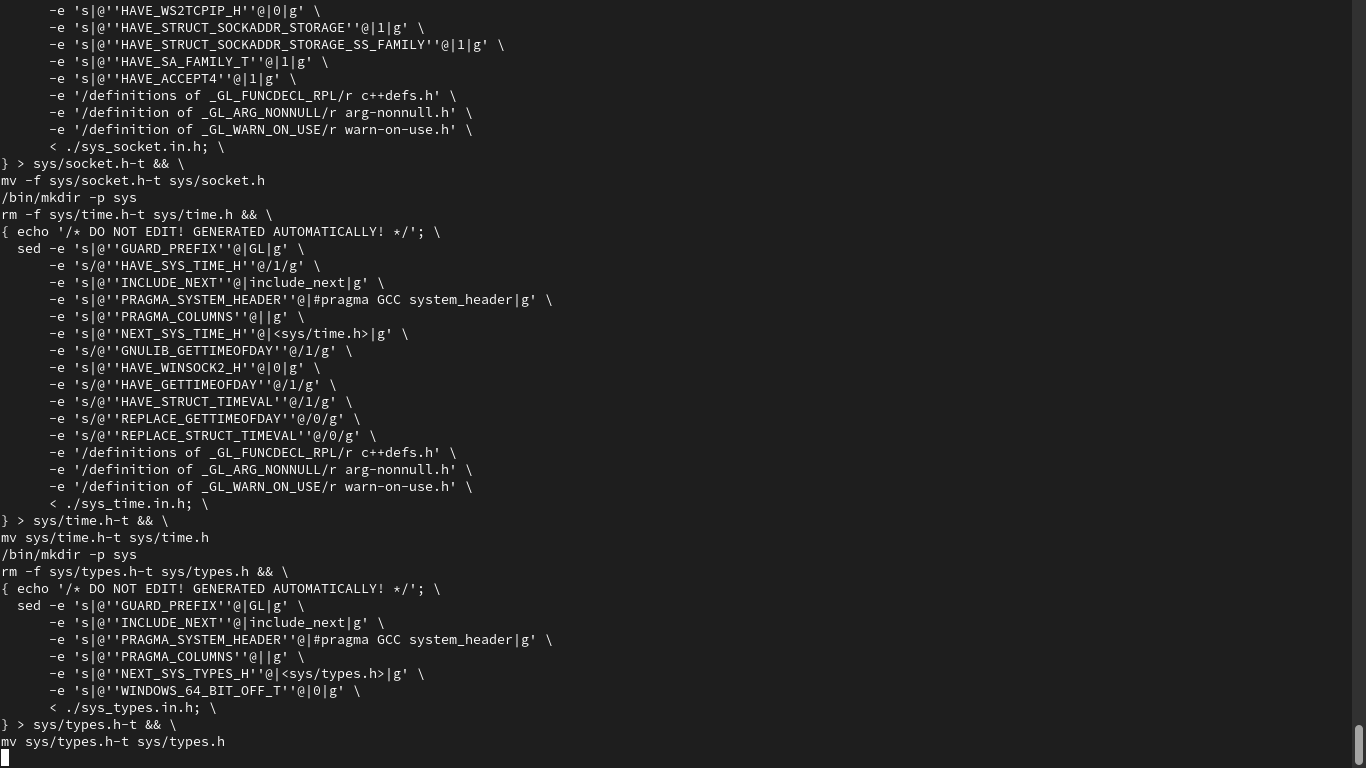 -e 's|@''HAVE_WS2TCPIP_H''@|0|g' \
      -e 's|@''HAVE_STRUCT_SOCKADDR_STORAGE''@|1|g' \
      -e 's|@''HAVE_STRUCT_SOCKADDR_STORAGE_SS_FAMILY''@|1|g' \
      -e 's|@''HAVE_SA_FAMILY_T''@|1|g' \
      -e 's|@''HAVE_ACCEPT4''@|1|g' \
      -e '/definitions of _GL_FUNCDECL_RPL/r c++defs.h' \
      -e '/definition of _GL_ARG_NONNULL/r arg-nonnull.h' \
      -e '/definition of _GL_WARN_ON_USE/r warn-on-use.h' \
      < ./sys_socket.in.h; \
} > sys/socket.h-t && \
mv -f sys/socket.h-t sys/socket.h
/bin/mkdir -p sys
rm -f sys/time.h-t sys/time.h && \
{ echo '/* DO NOT EDIT! GENERATED AUTOMATICALLY! */'; \
  sed -e 's|@''GUARD_PREFIX''@|GL|g' \
      -e 's/@''HAVE_SYS_TIME_H''@/1/g' \
      -e 's|@''INCLUDE_NEXT''@|include_next|g' \
      -e 's|@''PRAGMA_SYSTEM_HEADER''@|#pragma GCC system_header|g' \
      -e 's|@''PRAGMA_COLUMNS''@||g' \
      -e 's|@''NEXT_SYS_TIME_H''@|<sys/time.h>|g' \
      -e 's/@''GNULIB_GETTIMEOFDAY''@/1/g' \
      -e 's|@''HAVE_WINSOCK2_H''@|0|g' \
      -e 's/@''HAVE_GETTIMEOFDAY''@/1/g' \
      -e 's/@''HAVE_STRUCT_TIMEVAL''@/1/g' \
      -e 's/@''REPLACE_GETTIMEOFDAY''@/0/g' \
      -e 's/@''REPLACE_STRUCT_TIMEVAL''@/0/g' \
      -e '/definitions of _GL_FUNCDECL_RPL/r c++defs.h' \
      -e '/definition of _GL_ARG_NONNULL/r arg-nonnull.h' \
      -e '/definition of _GL_WARN_ON_USE/r warn-on-use.h' \
      < ./sys_time.in.h; \
} > sys/time.h-t && \
mv sys/time.h-t sys/time.h
/bin/mkdir -p sys
rm -f sys/types.h-t sys/types.h && \
{ echo '/* DO NOT EDIT! GENERATED AUTOMATICALLY! */'; \
  sed -e 's|@''GUARD_PREFIX''@|GL|g' \
      -e 's|@''INCLUDE_NEXT''@|include_next|g' \
      -e 's|@''PRAGMA_SYSTEM_HEADER''@|#pragma GCC system_header|g' \
      -e 's|@''PRAGMA_COLUMNS''@||g' \
      -e 's|@''NEXT_SYS_TYPES_H''@|<sys/types.h>|g' \
      -e 's|@''WINDOWS_64_BIT_OFF_T''@|0|g' \
      < ./sys_types.in.h; \
} > sys/types.h-t && \
mv sys/types.h-t sys/types.h